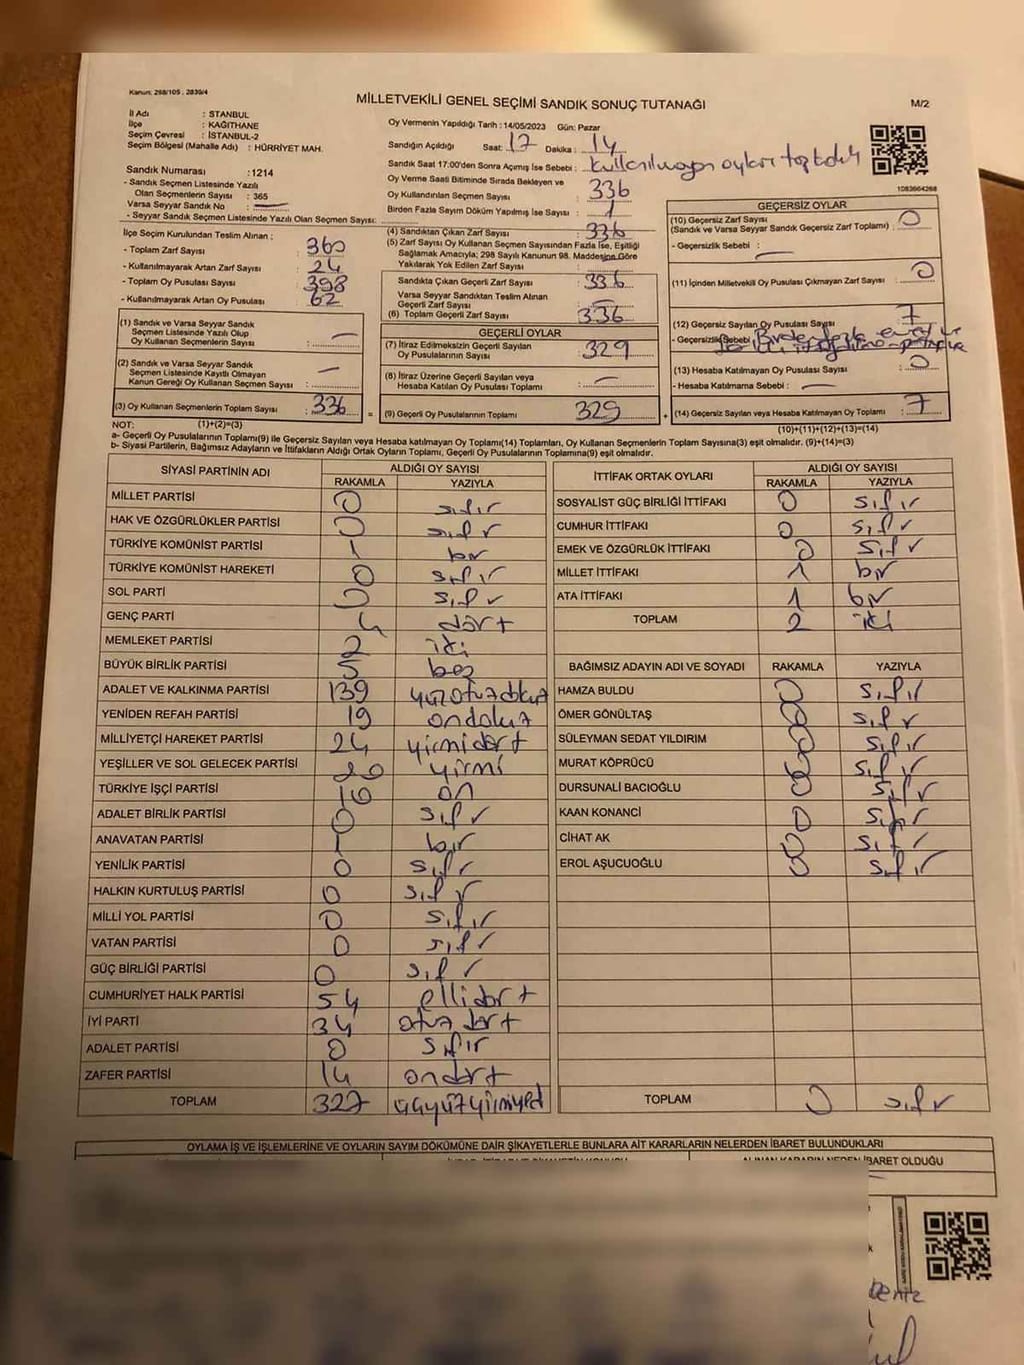 Kanun: 298/105, 2839/4
MİLLETVEKİLİ GENEL SEÇİMİ SANDIK SONUÇ TUTANAĞI
M/2
İl Adı : STANBUL
İlçe : KAĞITHANE
Seçim Çevresi : İSTANBUL-2
Seçim Bölgesi (Mahalle Adı) : HÜRRİYET MAH.
Sandık Numarası : 1214
- Sandık Seçmen Listesinde Yazılı
Olan Seçmenlerin Sayısı : 365
Varsa Seyyar Sandık No : —
- Seyyar Sandık Seçmen Listesinde Yazılı Olan Seçmen Sayısı:
Oy Vermenin Yapıldığı Tarih : 14/05/2023 Gün: Pazar
Sandığın Açıldığı Saat: 17 Dakika : 14
Sandık Saat 17:00'den Sonra Açımış İse Sebebi : kullanılmayan oyları topladık
Oy Verme Saati Bitiminde Sırada Bekleyen ve
Oy Kullandırılan Seçmen Sayısı : 336
Birden Fazla Sayım Döküm Yapılmış İse Sayısı : 1
1083664268
İlçe Seçim Kurulundan Teslim Alınan ;
- Toplam Zarf Sayısı : 360
- Kullanılmayarak Artan Zarf Sayısı : 24
- Toplam Oy Pusulası Sayısı : 398
- Kullanılmayarak Artan Oy Pusulası : 62
(1) Sandık ve Varsa Seyyar Sandık
Seçmen Listesinde Yazılı Olup
Oy Kullanan Seçmenlerin Sayısı : —
(2) Sandık ve Varsa Seyyar Sandık
Seçmen Listesinde Kayıtlı Olmayan
Kanun Gereği Oy Kullanan Seçmen Sayısı : —
(3) Oy Kullanan Seçmenlerin Toplam Sayısı : 336
(4) Sandıktan Çıkan Zarf Sayısı : 336
(5) Zarf Sayısı Oy Kullanan Seçmen Sayısından Fazla İse, Eşitliği
Sağlamak Amacıyla; 298 Sayılı Kanunun 98. Maddesine Göre
Yakılarak Yok Edilen Zarf Sayısı :
Sandıkta Çıkan Geçerli Zarf Sayısı : 336
Varsa Seyyar Sandıktan Teslim Alınan
Geçerli Zarf Sayısı : —
(6) Toplam Geçerli Zarf Sayısı : 336
GEÇERLİ OYLAR
(7) İtiraz Edilmeksizin Geçerli Sayılan
Oy Pusulasının Sayısı : 329
(8) İtiraz Üzerine Geçerli Sayılan veya
Hesaba Katılan Oy Pusulası Toplamı : —
= (9) Geçerli Oy Pusulalarının Toplamı : 329
GEÇERSİZ OYLAR
(10) Geçersiz Zarf Sayısı : 0
(Sandık ve Varsa Seyyar Sandık Geçersiz Zarf Toplamı)
- Geçersizlik Sebebi : —
(11) İçinden Milletvekili Oy Pusulası Çıkmayan Zarf Sayısı : 0
(12) Geçersiz Sayılan Oy Pusulası Sayısı : 7
- Geçersizlik Sebebi
(13) Hesaba Katılmayan Oy Pusulası Sayısı : 0
- Hesaba Katılmama Sebebi : —
+ (14) Geçersiz Sayılan veya Hesaba Katılmayan Oy Toplamı : 7
NOT: (1)+(2)=(3)
(10)+(11)+(12)+(13)=(14)
a- Geçerli Oy Pusulalarının Toplamı(9) ile Geçersiz Sayılan veya Hesaba katılmayan Oy Toplamı(14) Toplamları, Oy Kullanan Seçmenlerin Toplam Sayısına(3) eşit olmalıdır. (9)+(14)=(3)
b- Siyasi Partilerin, Bağımsız Adayların ve İttifakların Aldığı Ortak Oyların Toplamı, Geçerli Oy Pusulalarının Toplamına(9) eşit olmalıdır.
SİYASİ PARTİNİN ADI ALDIĞI OY SAYISI
RAKAMLA YAZIYLA
MİLLET PARTİSİ 0 sıfır
HAK VE ÖZGÜRLÜKLER PARTİSİ 0 sıfır
TÜRKİYE KOMÜNİST PARTİSİ 1 bir
TÜRKİYE KOMÜNİST HAREKETİ 0 sıfır
SOL PARTİ 0 sıfır
GENÇ PARTİ 4 dört
MEMLEKET PARTİSİ 2 iki
BÜYÜK BİRLİK PARTİSİ 5 beş
ADALET VE KALKINMA PARTİSİ 139 yüzotuzdokuz
YENİDEN REFAH PARTİSİ 19 ondokuz
MİLLİYETÇİ HAREKET PARTİSİ 24 yirmidört
YEŞİLLER VE SOL GELECEK PARTİSİ 20 yirmi
TÜRKİYE İŞÇİ PARTİSİ 10 on
ADALET BİRLİK PARTİSİ 0 sıfır
ANAVATAN PARTİSİ 1 bir
YENİLİK PARTİSİ 0 sıfır
HALKIN KURTULUŞ PARTİSİ 0 sıfır
MİLLİ YOL PARTİSİ 0 sıfır
VATAN PARTİSİ 0 sıfır
GÜÇ BİRLİĞİ PARTİSİ 0 sıfır
CUMHURİYET HALK PARTİSİ 54 ellidört
İYİ PARTİ 34 otuzdört
ADALET PARTİSİ 0 sıfır
ZAFER PARTİSİ 14 ondört
TOPLAM 327 üçyüzyirmiyedi
İTTİFAK ORTAK OYLARI ALDIĞI OY SAYISI
RAKAMLA YAZIYLA
SOSYALİST GÜÇ BİRLİĞİ İTTİFAKI 0 sıfır
CUMHUR İTTİFAKI 0 sıfır
EMEK VE ÖZGÜRLÜK İTTİFAKI 0 sıfır
MİLLET İTTİFAKI 1 bir
ATA İTTİFAKI 1 bir
TOPLAM 2 iki
BAĞIMSIZ ADAYIN ADI VE SOYADI RAKAMLA YAZIYLA
HAMZA BULDU 0 sıfır
ÖMER GÖNÜLTAŞ 0 sıfır
SÜLEYMAN SEDAT YILDIRIM 0 sıfır
MURAT KÖPRÜCÜ 0 sıfır
DURSUNALİ BACIOĞLU 0 sıfır
KAAN KONANCİ 0 sıfır
CİHAT AK 0 sıfır
EROL AŞUCUOĞLU 0 sıfır
TOPLAM 0 sıfır
OYLAMA İŞ VE İŞLEMLERİNE VE OYLARIN SAYIM DÖKÜMÜNE DAİR ŞİKAYETLERLE BUNLARA AİT KARARLARIN NELERDEN İBARET BULUNDUKLARI
ALINAN KARARIN NEDEN İBARET OLDUĞU